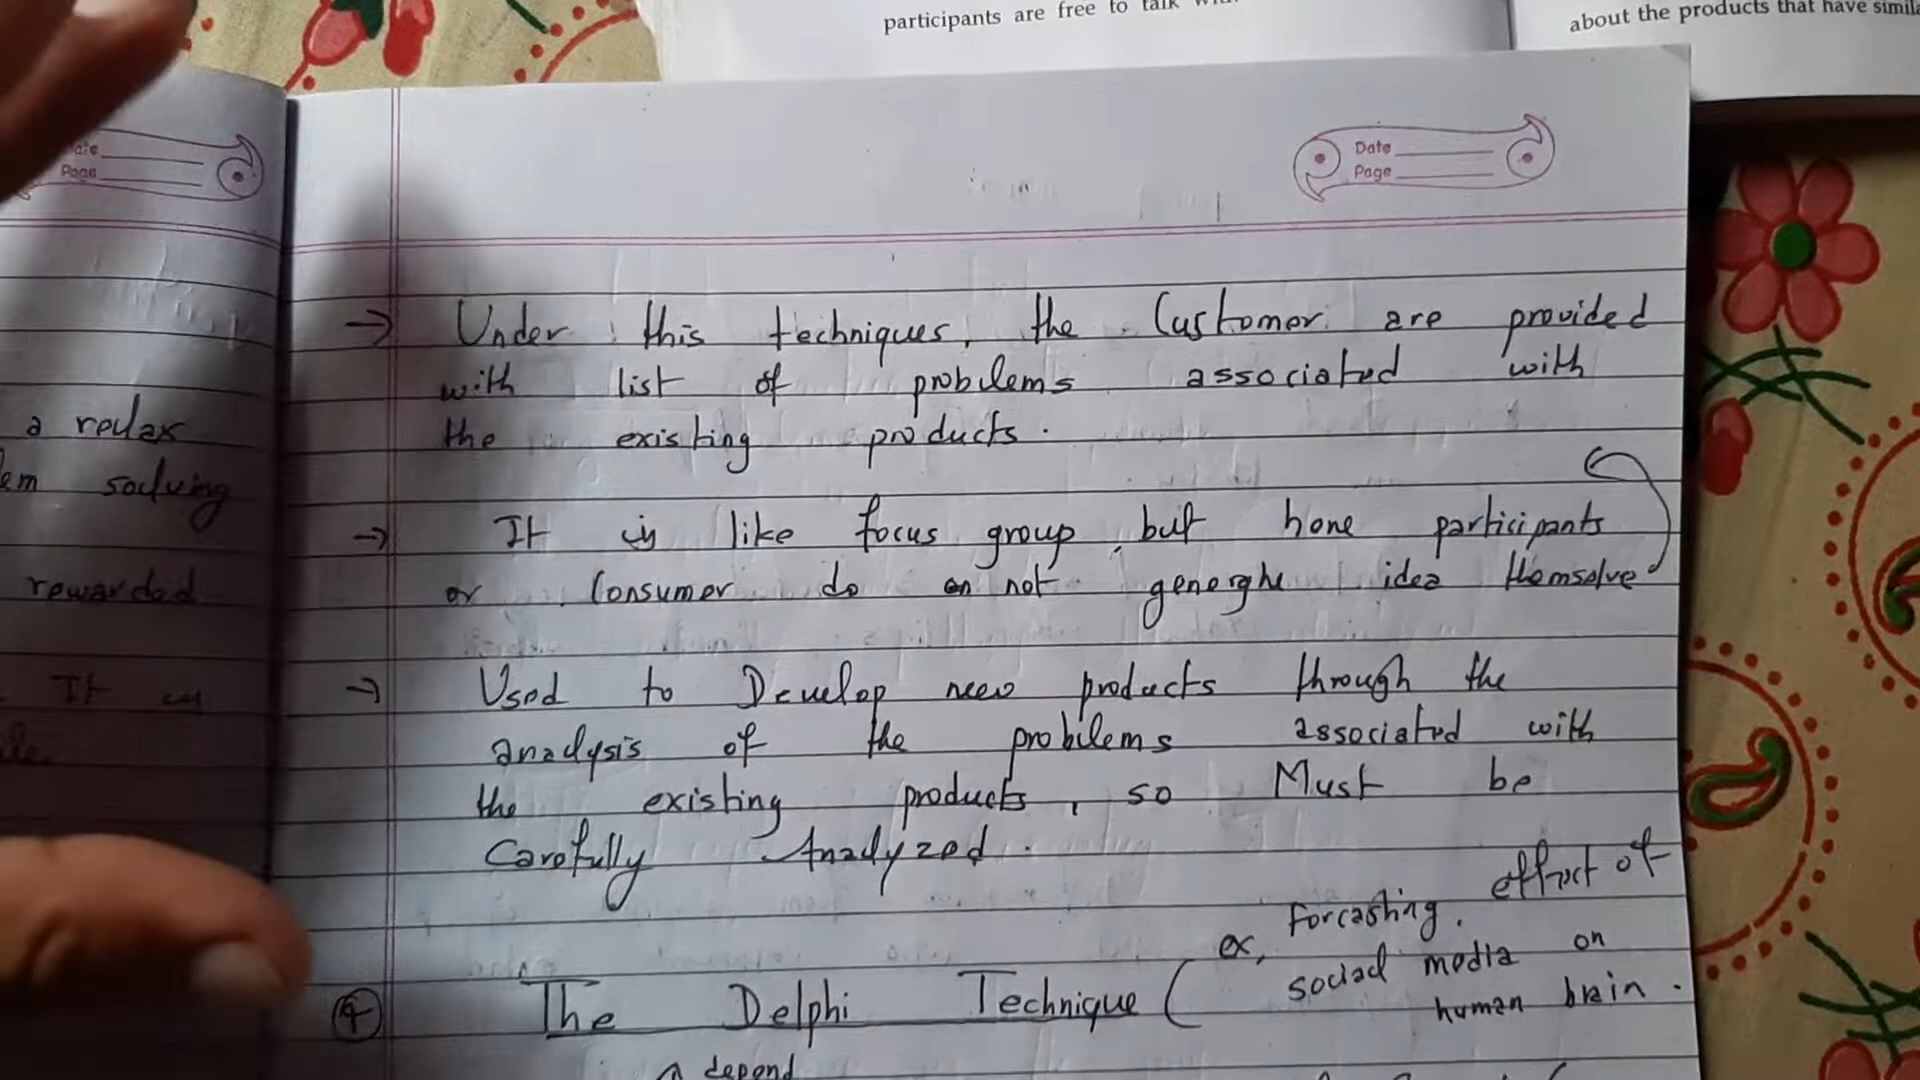 participants are free to talk
about the products that have
Date
Page
Date
Page
a relax
solving
rewarded
It is
→ Under this techniques, the Customer are provided
with list of problems associated with
the existing products.
→ It is like focus group, but hone participants
or Consumer do not generate idea themselve
→ Used to Develop new products through the
analysis of the problems associated with
the existing products, so Must be
Carefully Analyzed.
④ The Delphi Technique ( ex, Forcasting. effect of
social media on
human brain.
depend